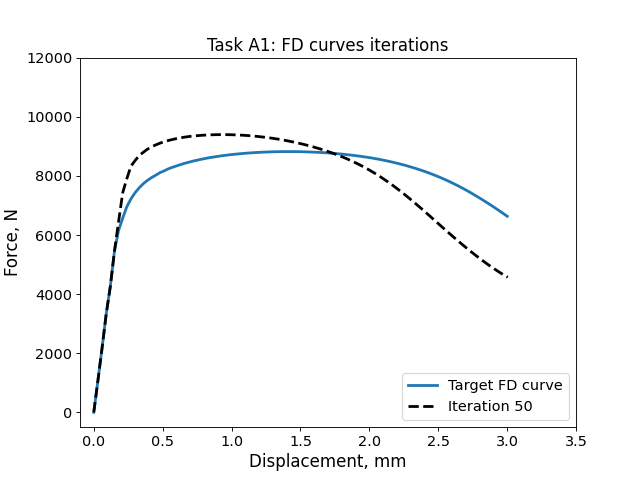 Task A1: FD curves iterations
12000
10000
8000
6000
4000
2000
0
Force, N
0.0 0.5 1.0 1.5 2.0 2.5 3.0 3.5
Displacement, mm
Target FD curve
Iteration 50